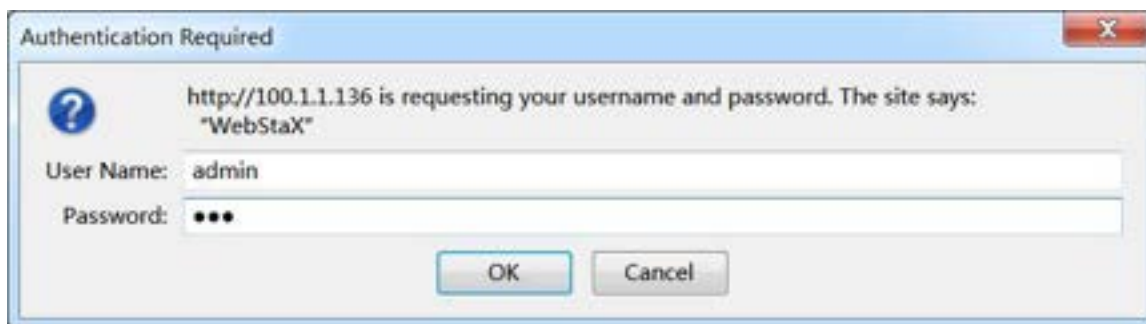 Authentication Required
http://100.1.1.136 is requesting your username and password. The site says:
"WebStaX"
User Name: admin
Password: •••
OK Cancel